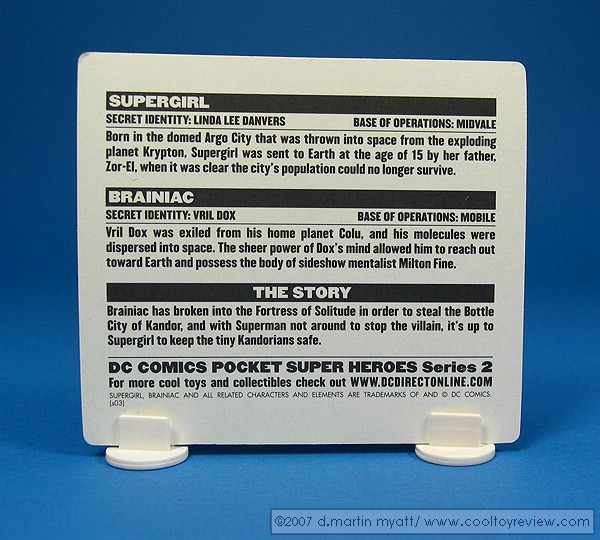 SUPERGIRL
SECRET IDENTITY: LINDA LEE DANVERS BASE OF OPERATIONS: MIDVALE
Born in the domed Argo City that was thrown into space from the exploding
planet Krypton, Supergirl was sent to Earth at the age of 15 by her father,
Zor-El, when it was clear the city's population could no longer survive.
BRAINIAC
SECRET IDENTITY: VRIL DOX BASE OF OPERATIONS: MOBILE
Vril Dox was exiled from his home planet Colu, and his molecules were
dispersed into space. The sheer power of Dox's mind allowed him to reach out
toward Earth and possess the body of sideshow mentalist Milton Fine.
THE STORY
Brainiac has broken into the Fortress of Solitude in order to steal the Bottle
City of Kandor, and with Superman not around to stop the villain, it's up to
Supergirl to keep the tiny Kandorians safe.
DC COMICS POCKET SUPER HEROES Series 2
For more cool toys and collectibles check out WWW.DCDIRECTONLINE.COM
SUPERGIRL, BRAINIAC AND ALL RELATED CHARACTERS AND ELEMENTS ARE TRADEMARKS OF AND © DC COMICS.
(s03)
©2007 d.martin myatt/ www.cooltoyreview.com